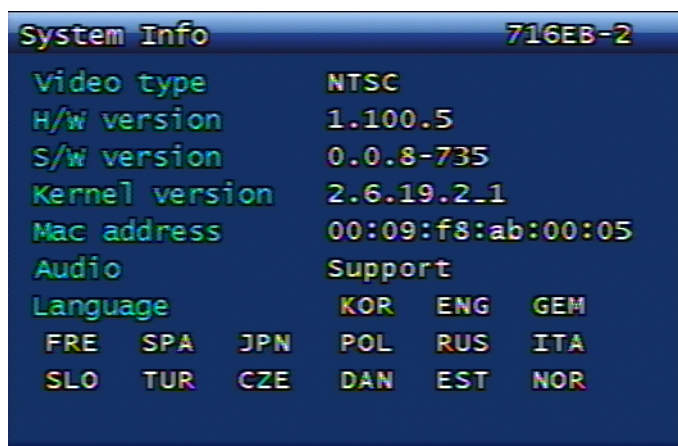 System Info 716EB-2
Video type NTSC
H/W version 1.100.5
S/W version 0.0.8-735
Kernel version 2.6.19.2_1
Mac address 00:09:f8:ab:00:05
Audio Support
Language KOR ENG GEM
FRE SPA JPN POL RUS ITA
SLO TUR CZE DAN EST NOR